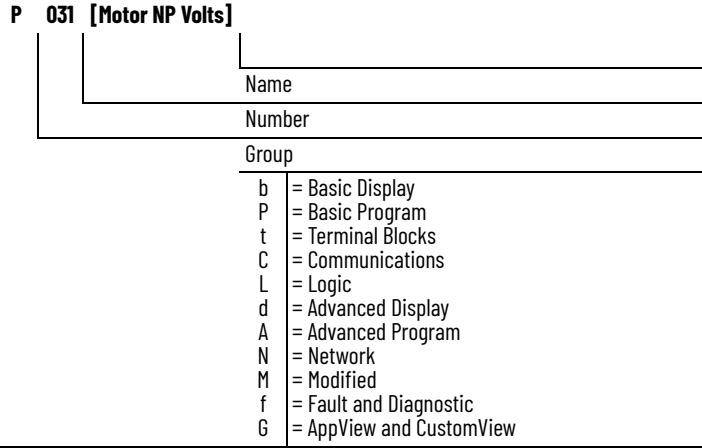 P 031 [Motor NP Volts]
Name
Number
Group
b = Basic Display
P = Basic Program
t = Terminal Blocks
C = Communications
L = Logic
d = Advanced Display
A = Advanced Program
N = Network
M = Modified
f = Fault and Diagnostic
G = AppView and CustomView